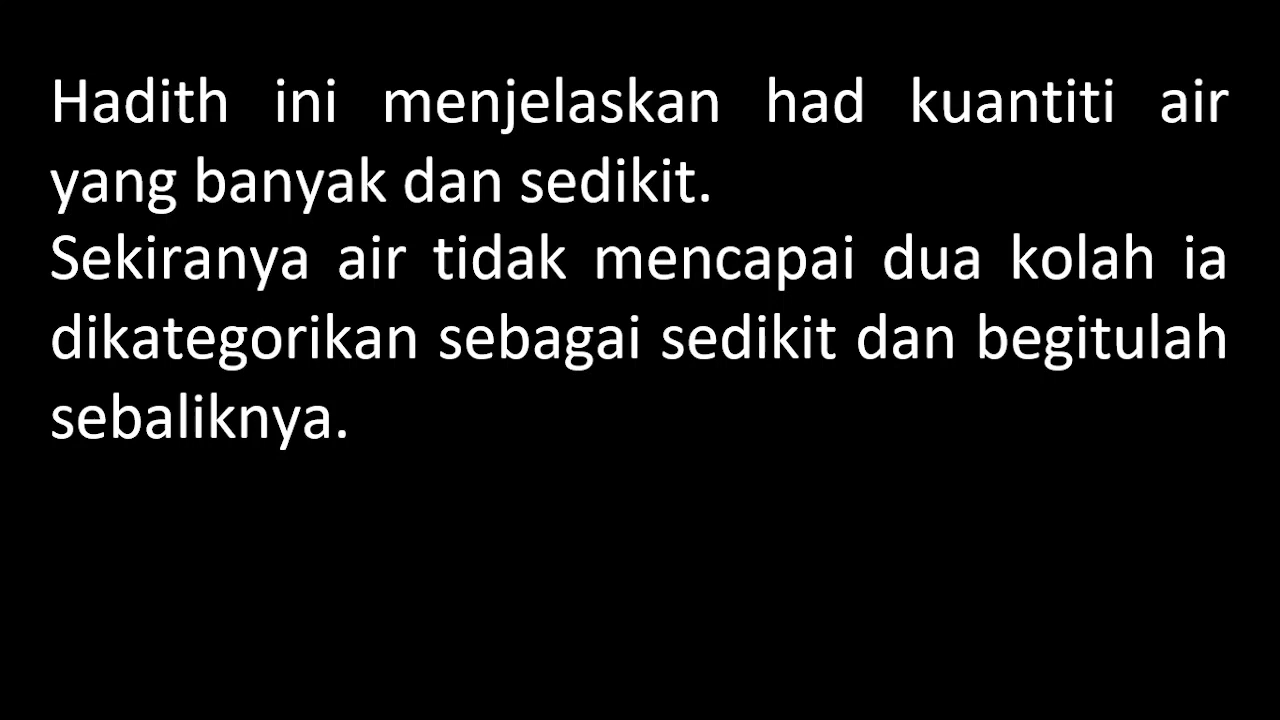 Hadith ini menjelaskan had kuantiti air
yang banyak dan sedikit.
Sekiranya air tidak mencapai dua kolah ia
dikategorikan sebagai sedikit dan begitulah
sebaliknya.